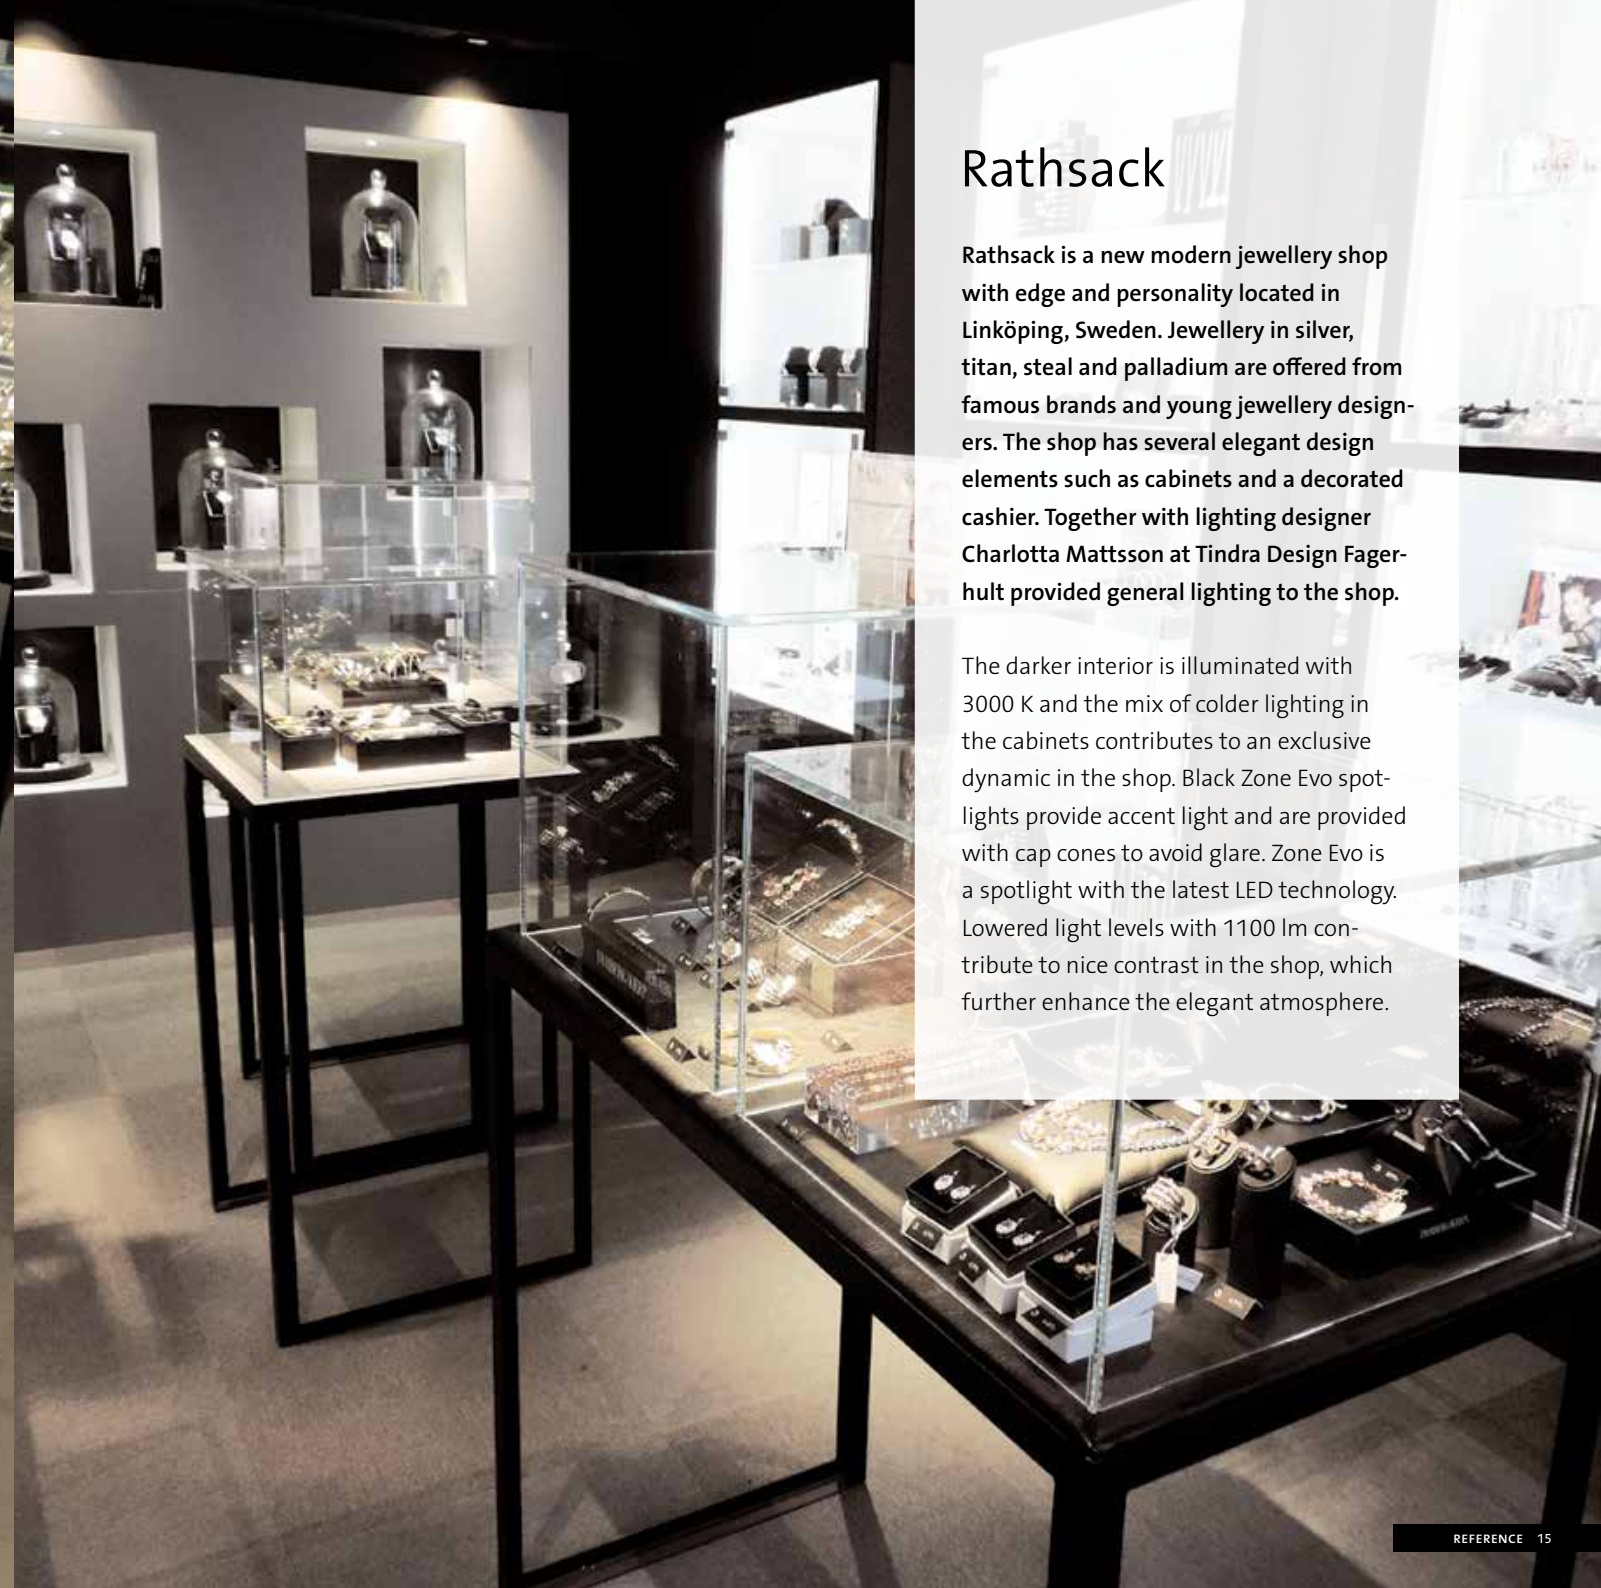 Rathsack
Rathsack is a new modern jewellery shop
with edge and personality located in
Linköping, Sweden. Jewellery in silver,
titan, steal and palladium are offered from
famous brands and young jewellery design-
ers. The shop has several elegant design
elements such as cabinets and a decorated
cashier. Together with lighting designer
Charlotta Mattsson at Tindra Design Fager-
hult provided general lighting to the shop.
The darker interior is illuminated with
3000 K and the mix of colder lighting in
the cabinets contributes to an exclusive
dynamic in the shop. Black Zone Evo spot-
lights provide accent light and are provided
with cap cones to avoid glare. Zone Evo is
a spotlight with the latest LED technology.
Lowered light levels with 1100 lm con-
tribute to nice contrast in the shop, which
further enhance the elegant atmosphere.
REFERENCE 15